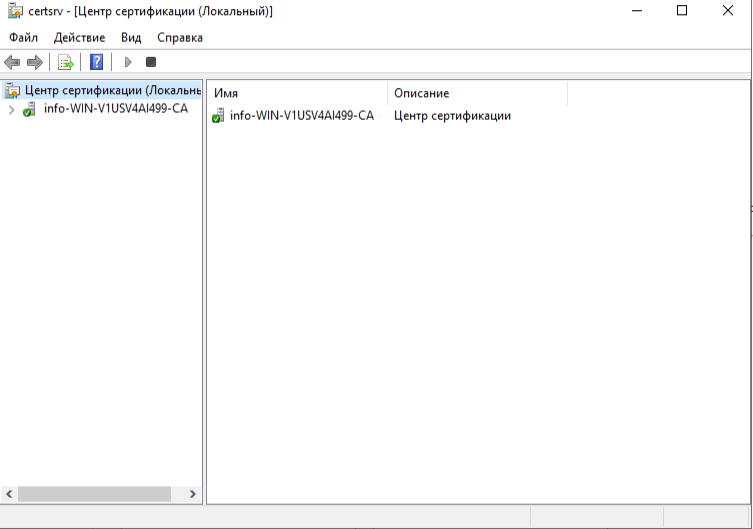 certsrv - [Центр сертификации (Локальный)]
Файл Действие Вид Справка
Центр сертификации (Локальнь
info-WIN-V1USV4AI499-CA
Имя Описание
info-WIN-V1USV4AI499-CA Центр сертификации